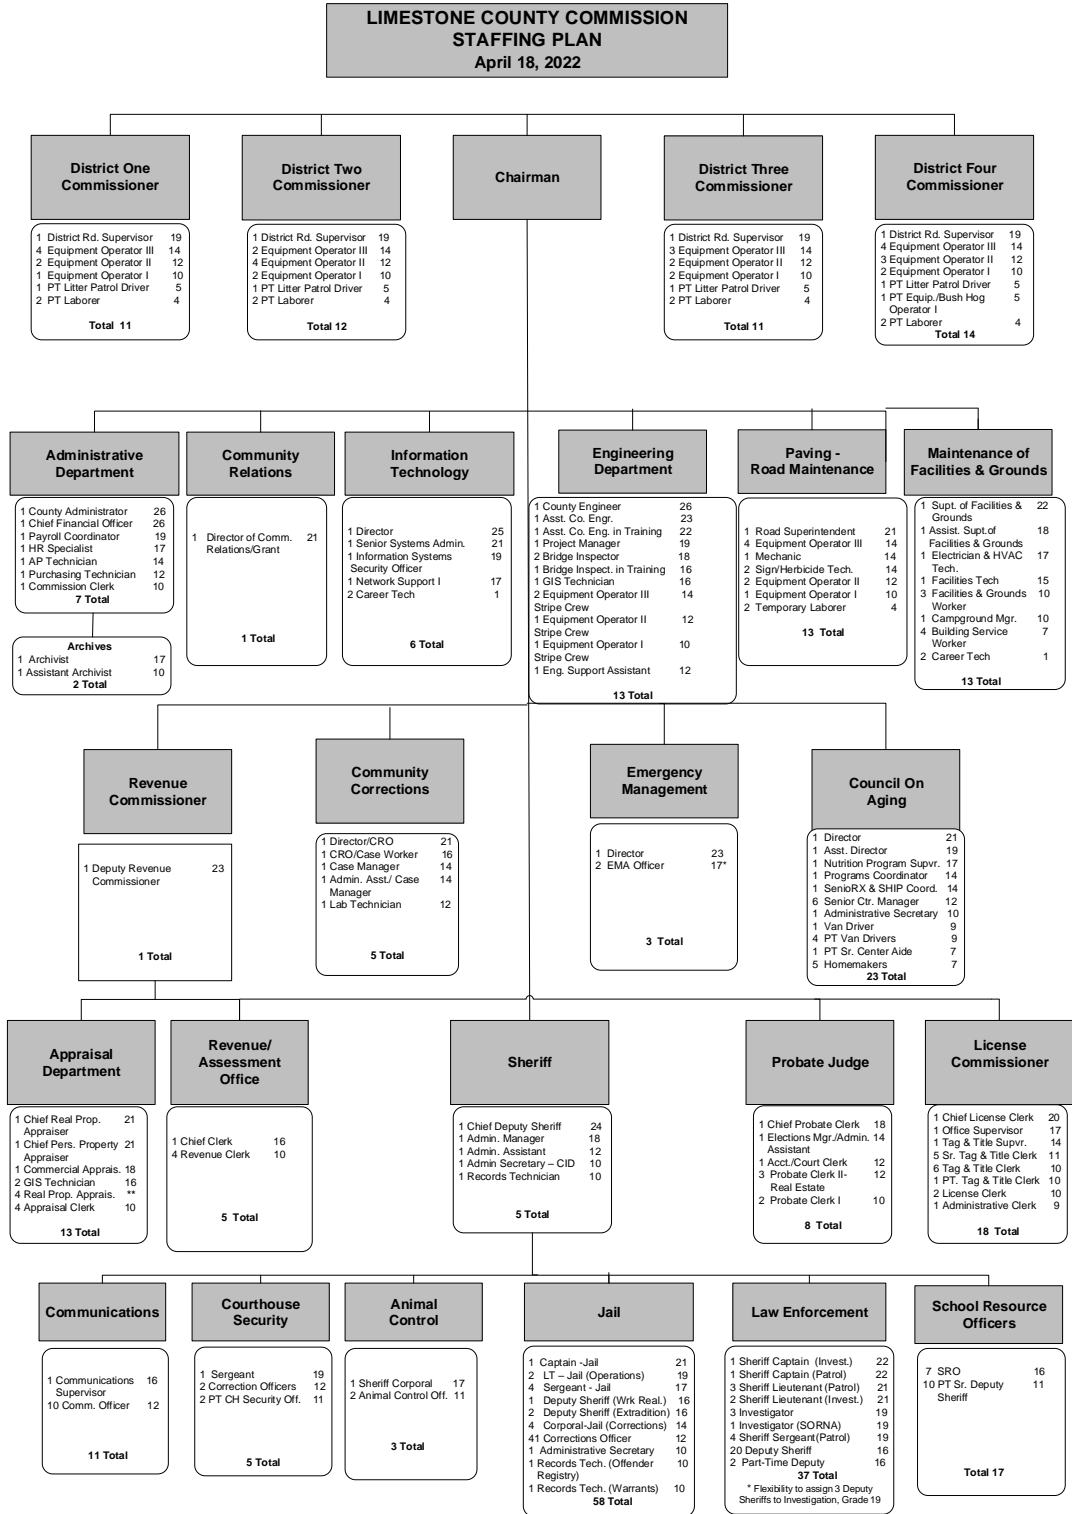 LIMESTONE COUNTY COMMISSION
STAFFING PLAN
April 18, 2022
District One
Commissioner
1 District Rd. Supervisor 19
4 Equipment Operator III 14
2 Equipment Operator II 12
1 Equipment Operator I 10
1 PT Litter Patrol Driver 5
2 PT Laborer 4
Total 11
District Two
Commissioner
1 District Rd. Supervisor 19
2 Equipment Operator III 14
4 Equipment Operator II 12
2 Equipment Operator I 10
1 PT Litter Patrol Driver 5
2 PT Laborer 4
Total 12
Chairman
District Three
Commissioner
1 District Rd. Supervisor 19
3 Equipment Operator III 14
2 Equipment Operator II 12
2 Equipment Operator I 10
1 PT Litter Patrol Driver 5
2 PT Laborer 4
Total 11
District Four
Commissioner
1 District Rd. Supervisor 19
4 Equipment Operator III 14
3 Equipment Operator II 12
2 Equipment Operator I 10
1 PT Litter Patrol Driver 5
1 PT Equip./Bush Hog 5
Operator I
2 PT Laborer 4
Total 14
Administrative
Department
1 County Administrator 26
1 Chief Financial Officer 26
1 Payroll Coordinator 19
1 HR Specialist 17
1 AP Technician 14
1 Purchasing Technician 12
1 Commission Clerk 10
7 Total
Archives
1 Archivist 17
1 Assistant Archivist 10
2 Total
Community
Relations
1 Director of Comm. 21
Relations/Grant
1 Total
Information
Technology
1 Director 25
1 Senior Systems Admin. 21
1 Information Systems 19
Security Officer
1 Network Support I 17
2 Career Tech 1
6 Total
Engineering
Department
1 County Engineer 26
1 Asst. Co. Engr. 23
1 Asst. Co. Eng. in Training 22
1 Project Manager 19
2 Bridge Inspector 18
1 Bridge Inspect. in Training 16
1 GIS Technician 16
2 Equipment Operator III 14
Stripe Crew
1 Equipment Operator II 12
Stripe Crew
1 Equipment Operator I 10
Stripe Crew
1 Eng. Support Assistant 12
13 Total
Paving -
Road Maintenance
1 Road Superintendent 21
4 Equipment Operator III 14
1 Mechanic 14
2 Sign/Herbicide Tech. 14
2 Equipment Operator II 12
1 Equipment Operator I 10
2 Temporary Laborer 4
13 Total
Maintenance of
Facilities & Grounds
1 Supt. of Facilities & 22
Grounds
1 Assist. Supt.of 18
Facilities & Grounds
1 Electrician & HVAC 17
Tech.
1 Facilities Tech 15
3 Facilities & Grounds 10
Worker
1 Campground Mgr. 10
4 Building Service 7
Worker
2 Career Tech 1
13 Total
Revenue
Commissioner
1 Deputy Revenue 23
Commissioner
1 Total
Community
Corrections
1 Director/CRO 21
1 CRO/Case Worker 16
1 Case Manager 14
1 Admin. Asst./ Case 14
Manager
1 Lab Technician 12
5 Total
Emergency
Management
1 Director 23
2 EMA Officer 17*
3 Total
Council On
Aging
1 Director 21
1 Asst. Director 19
1 Nutrition Program Supvr. 17
1 Programs Coordinator 14
1 SenioRX & SHIP Coord. 14
6 Senior Ctr. Manager 12
1 Administrative Secretary 10
1 Van Driver 9
4 PT Van Drivers 9
1 PT Sr. Center Aide 7
5 Homemakers 7
23 Total
Appraisal
Department
1 Chief Real Prop. 21
Appraiser
1 Chief Pers. Property 21
Appraiser
1 Commercial Apprais. 18
2 GIS Technician 16
4 Real Prop. Apprais. **
4 Appraisal Clerk 10
13 Total
Revenue/
Assessment
Office
1 Chief Clerk 16
4 Revenue Clerk 10
5 Total
Sheriff
1 Chief Deputy Sheriff 24
1 Admin. Manager 18
1 Admin. Assistant 12
1 Admin Secretary – CID 10
1 Records Technician 10
5 Total
Probate Judge
1 Chief Probate Clerk 18
1 Elections Mgr./Admin. 14
Assistant
1 Acct./Court Clerk 12
3 Probate Clerk II- 12
Real Estate
2 Probate Clerk I 10
8 Total
License
Commissioner
1 Chief License Clerk 20
1 Office Supervisor 17
1 Tag & Title Supvr. 14
5 Sr. Tag & Title Clerk 11
6 Tag & Title Clerk 10
1 PT. Tag & Title Clerk 10
2 License Clerk 10
1 Administrative Clerk 9
18 Total
Communications
1 Communications 16
Supervisor
10 Comm. Officer 12
11 Total
Courthouse
Security
1 Sergeant 19
2 Correction Officers 12
2 PT CH Security Off. 11
5 Total
Animal
Control
1 Sheriff Corporal 17
2 Animal Control Off. 11
3 Total
Jail
1 Captain -Jail 21
2 LT – Jail (Operations) 19
4 Sergeant - Jail 17
1 Deputy Sheriff (Wrk Real.) 16
2 Deputy Sheriff (Extradition) 16
4 Corporal-Jail (Corrections) 14
41 Corrections Officer 12
1 Administrative Secretary 10
1 Records Tech. (Offender 10
Registry)
1 Records Tech. (Warrants) 10
58 Total
Law Enforcement
1 Sheriff Captain (Invest.) 22
1 Sheriff Captain (Patrol) 22
3 Sheriff Lieutenant (Patrol) 21
2 Sheriff Lieutenant (Invest.) 21
3 Investigator 19
1 Investigator (SORNA) 19
4 Sheriff Sergeant(Patrol) 19
20 Deputy Sheriff 16
2 Part-Time Deputy 16
37 Total
* Flexibility to assign 3 Deputy
Sheriffs to Investigation, Grade 19
School Resource
Officers
7 SRO 16
10 PT Sr. Deputy 11
Sheriff
Total 17